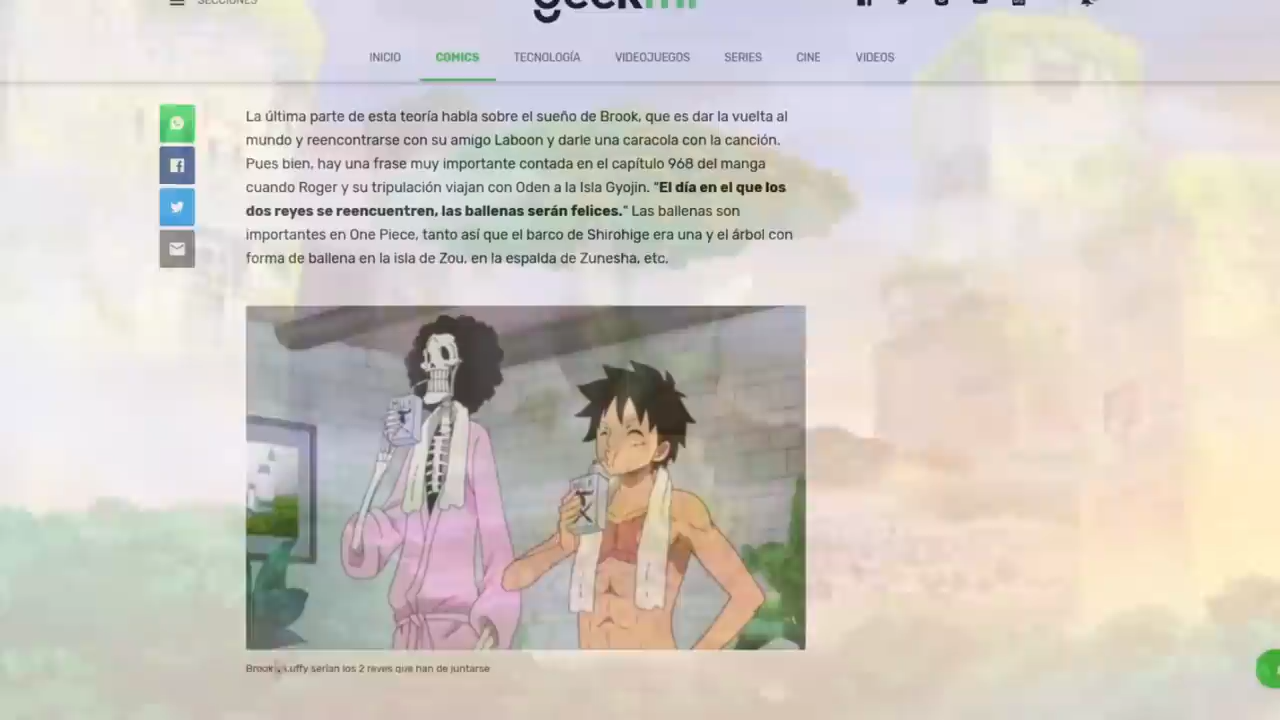 SECCIONES
geekmi
INICIO COMICS TECNOLOGÍA VIDEOJUEGOS SERIES CINE VIDEOS
La última parte de esta teoría habla sobre el sueño de Brook, que es dar la vuelta al
mundo y reencontrarse con su amigo Laboon y darle una caracola con la canción.
Pues bien, hay una frase muy importante contada en el capítulo 968 del manga
cuando Roger y su tripulación viajan con Oden a la Isla Gyojin. "El día en el que los
dos reyes se reencuentren, las ballenas serán felices." Las ballenas son
importantes en One Piece, tanto así que el barco de Shirohige era una y el árbol con
forma de ballena en la isla de Zou, en la espalda de Zunesha, etc.
Brook y Luffy serían los 2 reyes que han de juntarse